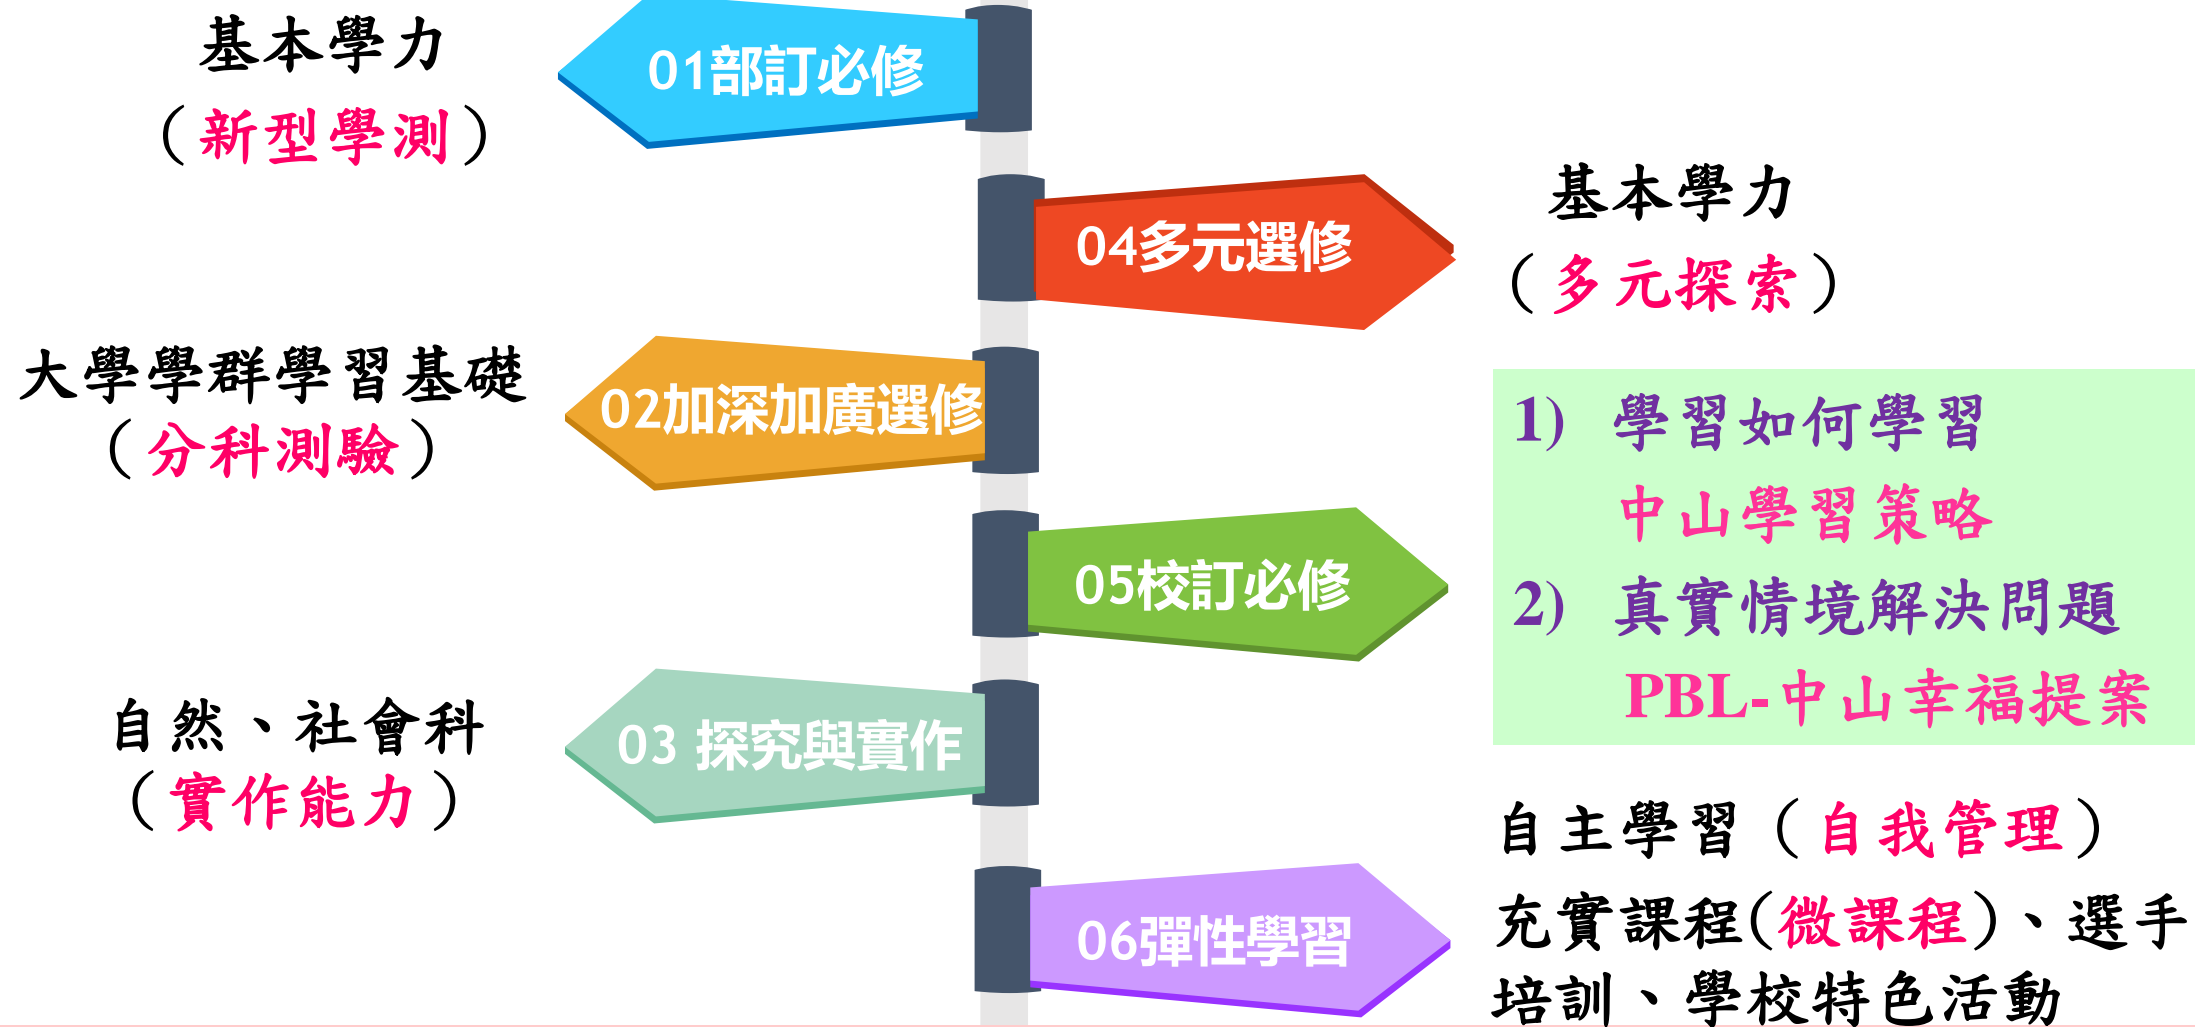 基本學力
（新型學測）
01部訂必修
04多元選修
基本學力
（多元探索）
大學學群學習基礎
（分科測驗）
02加深加廣選修
05校訂必修
1) 學習如何學習
中山學習策略
2) 真實情境解決問題
PBL-中山幸福提案
自然、社會科
（實作能力）
03 探究與實作
06彈性學習
自主學習（自我管理）
充實課程(微課程)、選手
培訓、學校特色活動